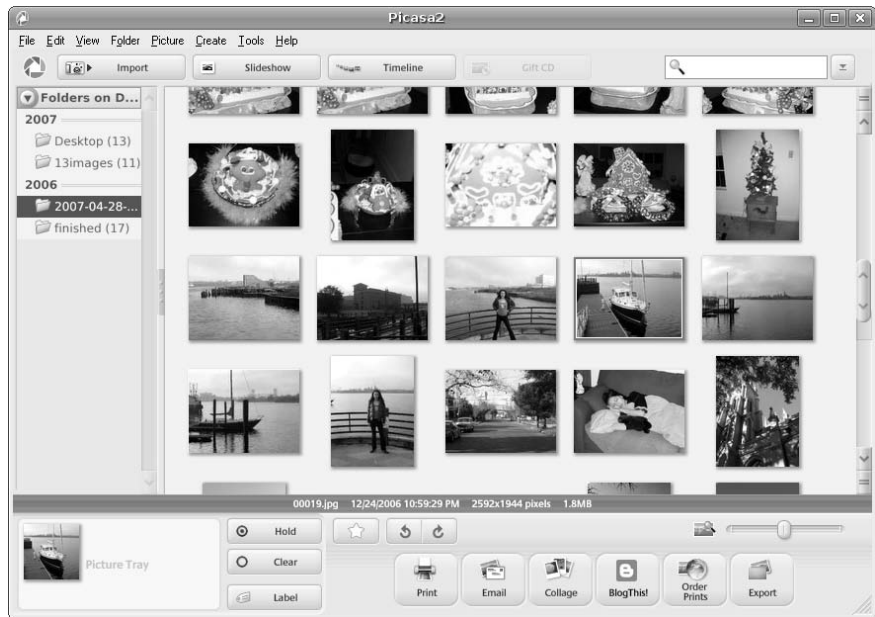 Picasa2
File Edit View Folder Picture Create Tools Help
Import Slideshow Timeline Gift CD
Folders on D...
2007
Desktop (13)
13images (11)
2006
2007-04-28-...
finished (17)
00019.jpg 12/24/2006 10:59:29 PM 2592x1944 pixels 1.8MB
Picture Tray
Hold
Clear
Label
Print Email Collage BlogThis! Order Prints Export